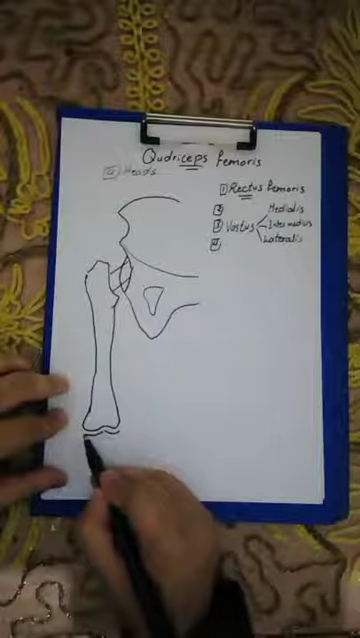 Qudriceps Femoris
4 Heads
1 Rectus Femoris
2 Medialis
3 Vastus Intermedius
4 Lateralis